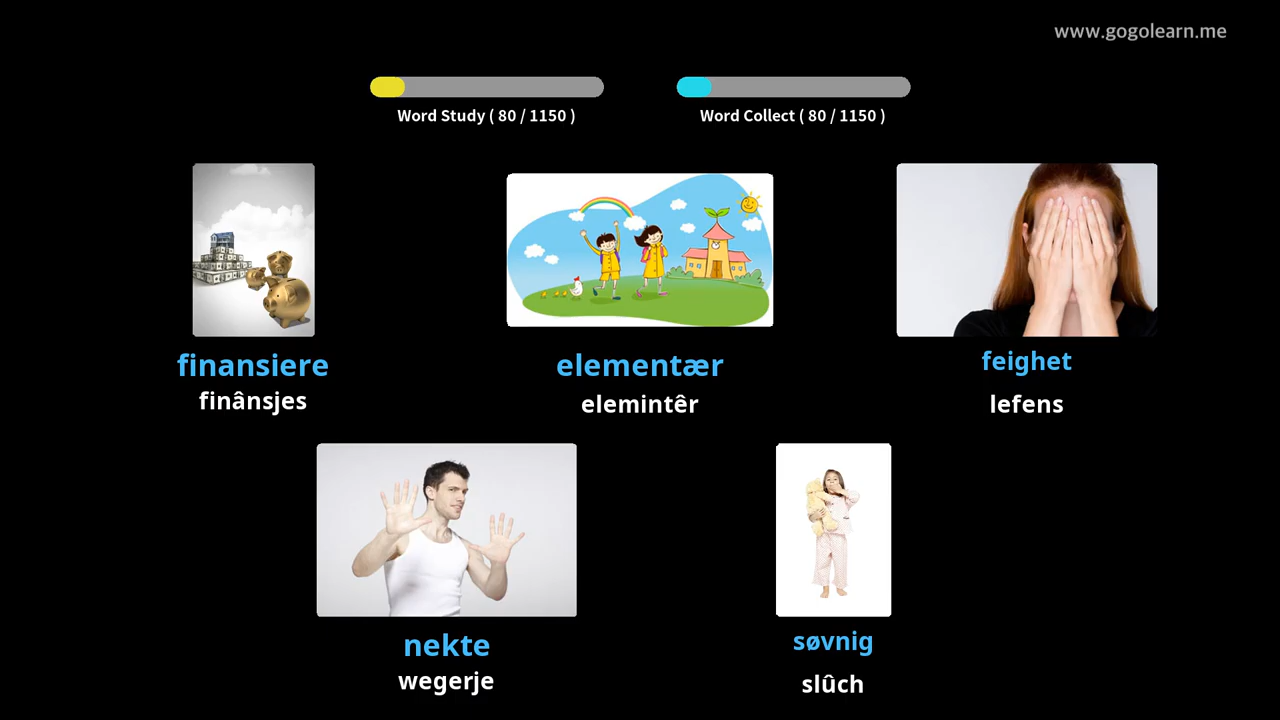 www.gogolearn.me
Word Study ( 80 / 1150 )
Word Collect ( 80 / 1150 )
finansiere
finânsjes
elementær
elemintêr
feighet
lefens
nekte
wegerje
søvnig
slûch